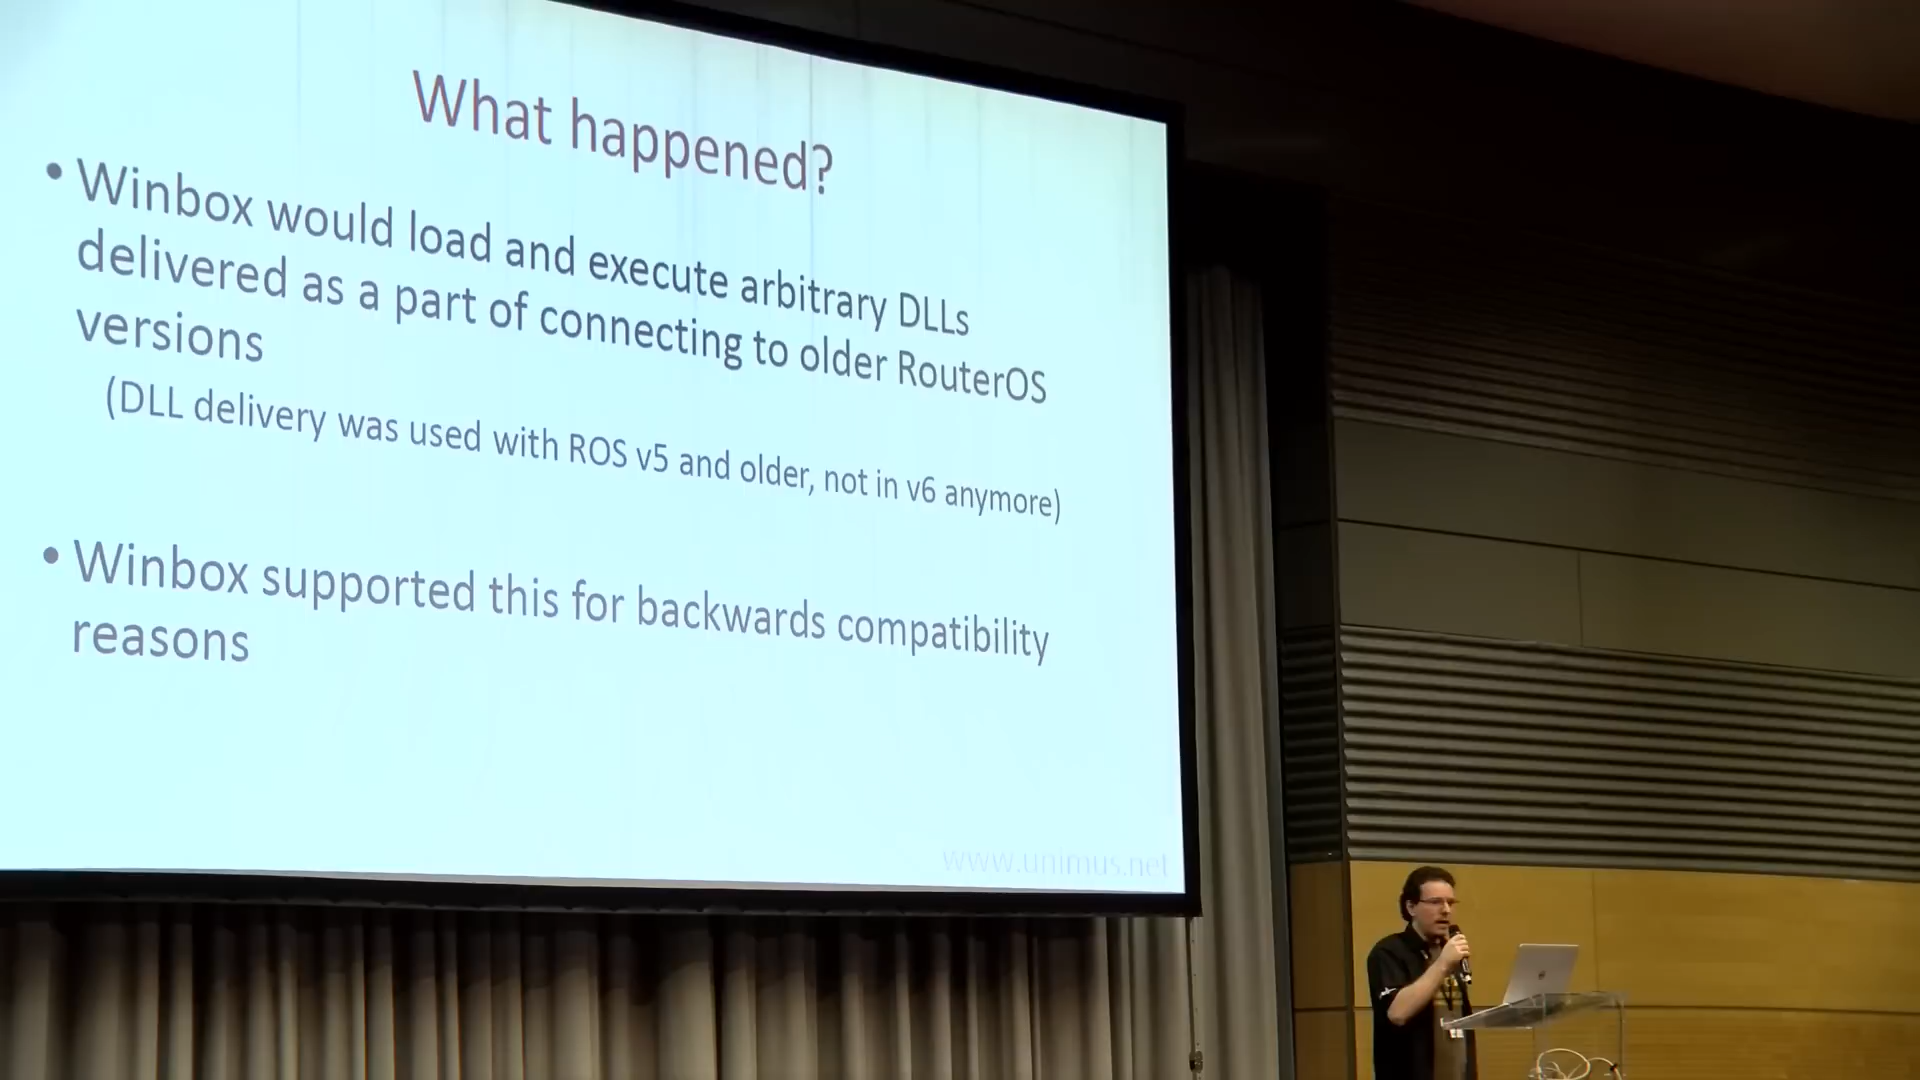 What happened?
• Winbox would load and execute arbitrary DLLs
delivered as a part of connecting to older RouterOS
versions
(DLL delivery was used with ROS v5 and older, not in v6 anymore)
• Winbox supported this for backwards compatibility
reasons
www.unimus.net